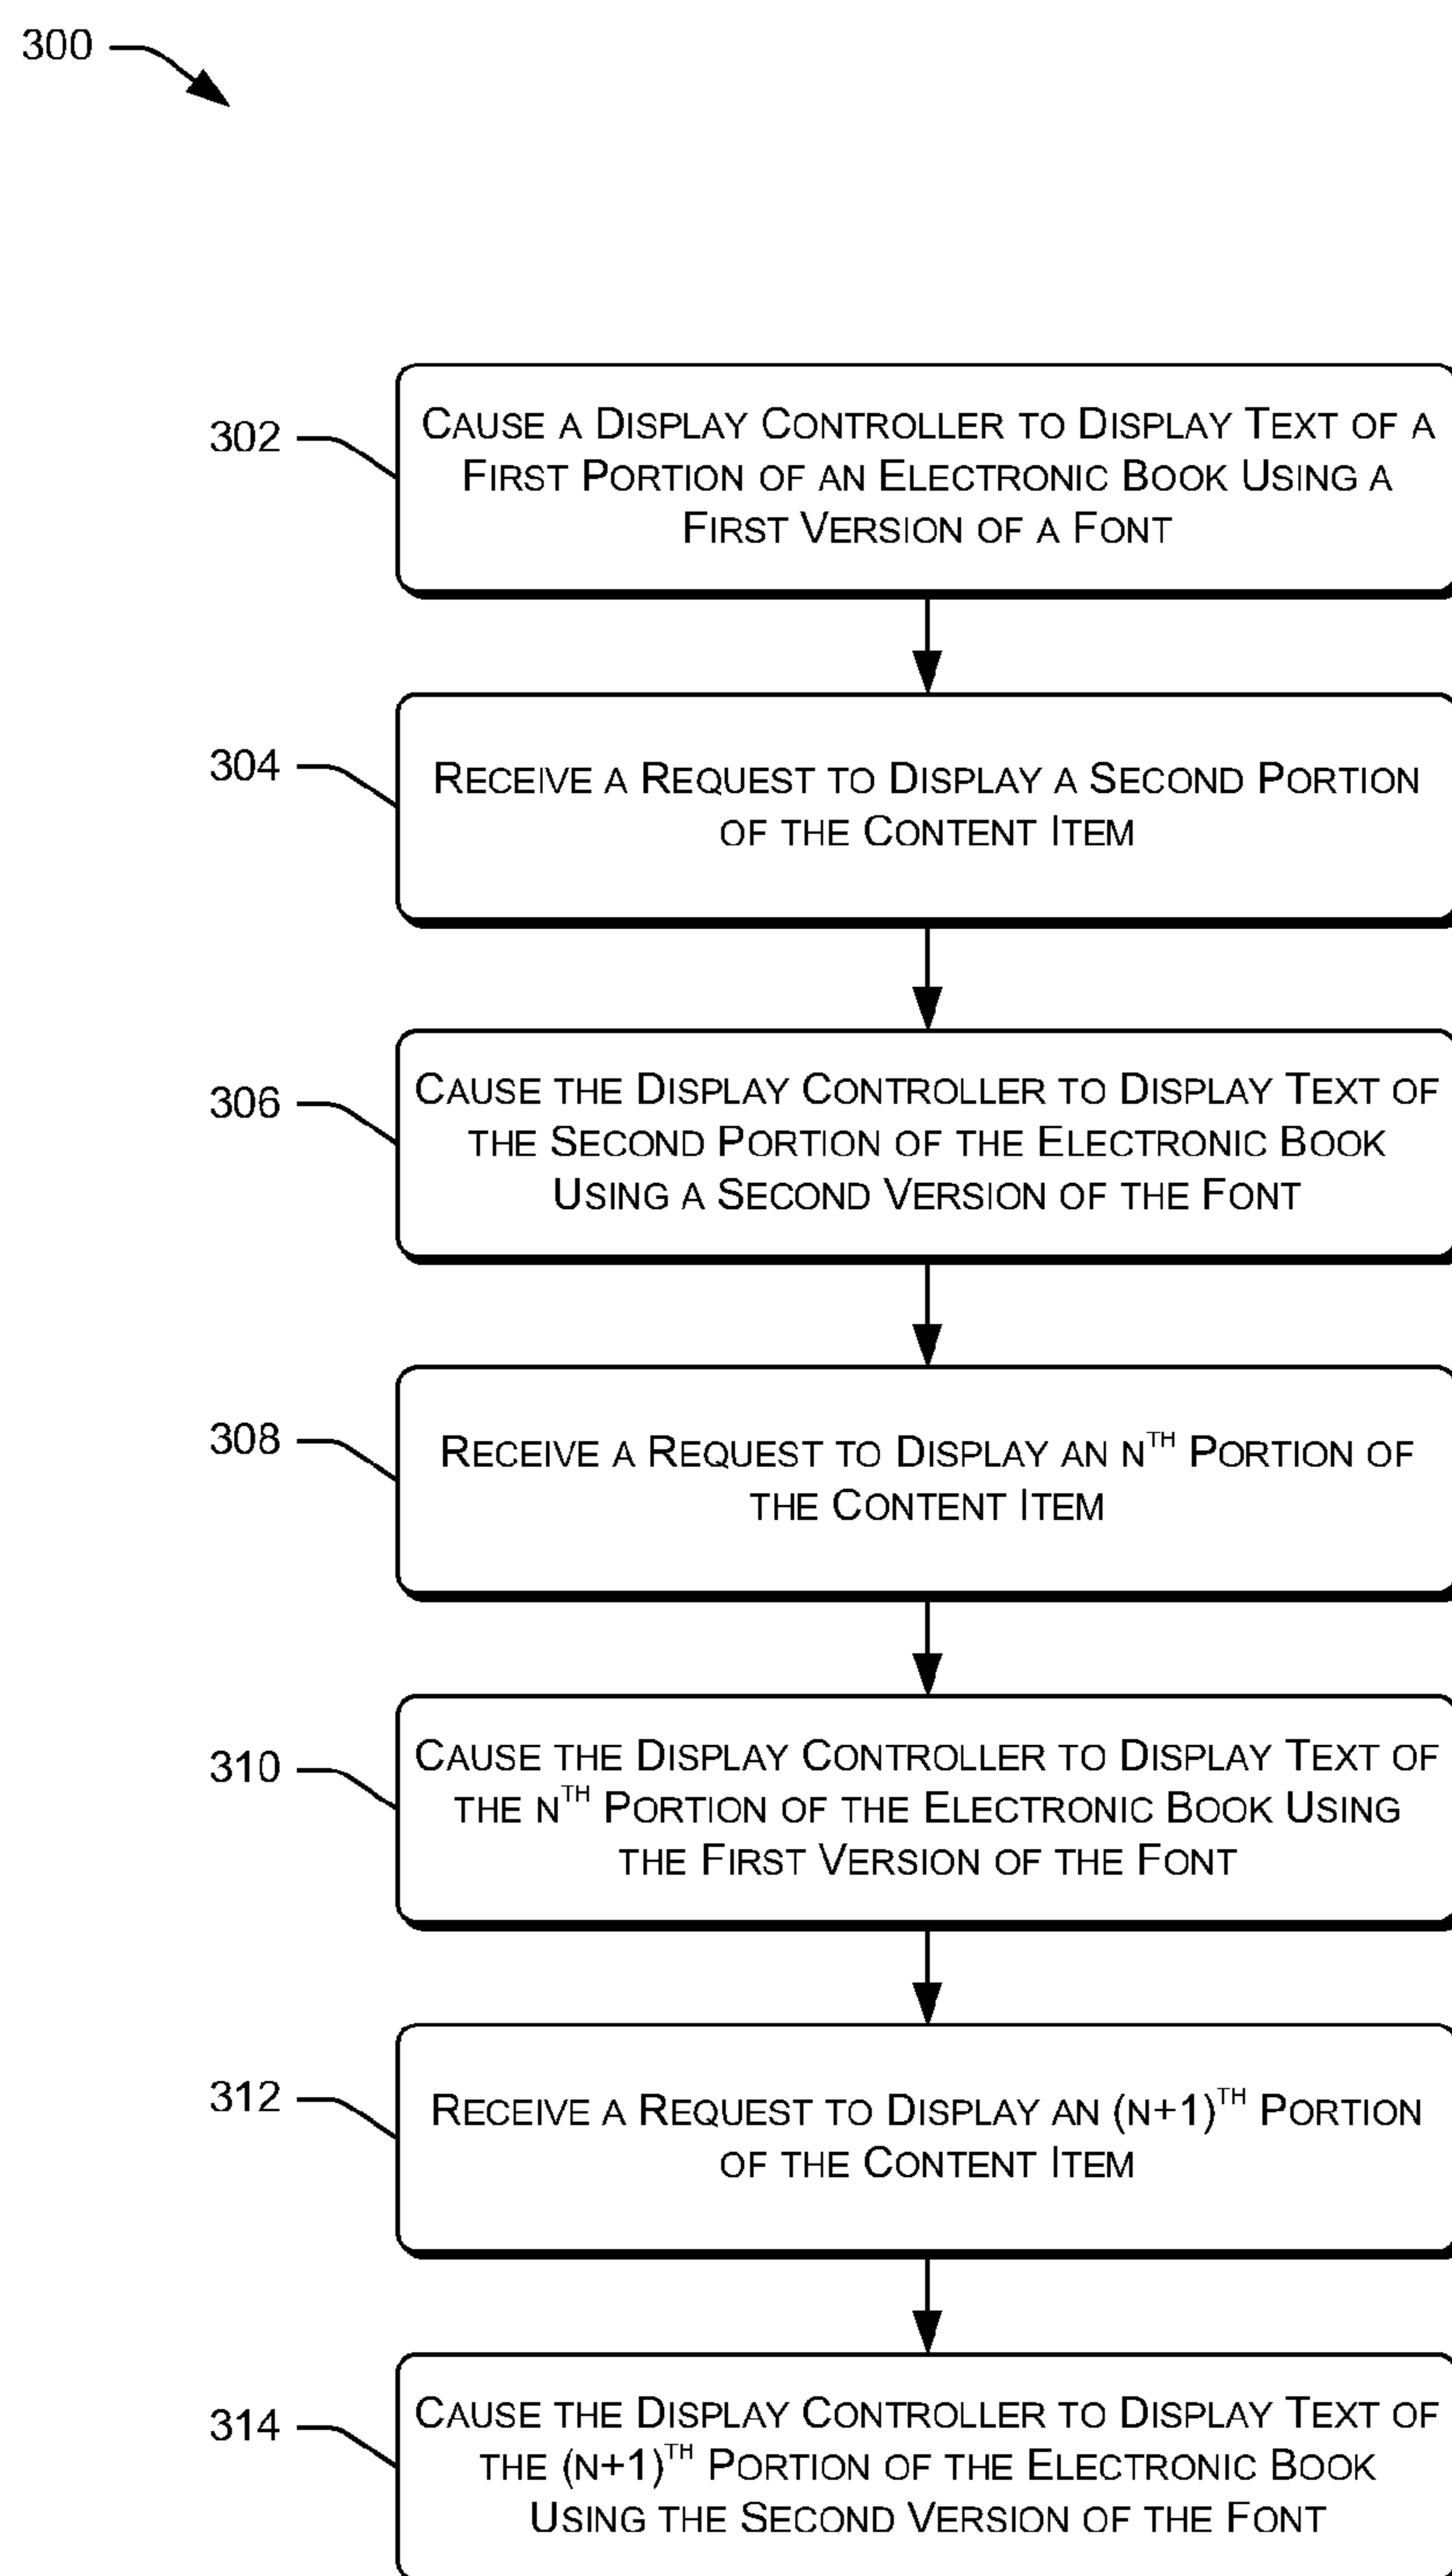 300
302
CAUSE A DISPLAY CONTROLLER TO DISPLAY TEXT OF A
FIRST PORTION OF AN ELECTRONIC BOOK USING A
FIRST VERSION OF A FONT
304
RECEIVE A REQUEST TO DISPLAY A SECOND PORTION
OF THE CONTENT ITEM
306
CAUSE THE DISPLAY CONTROLLER TO DISPLAY TEXT OF
THE SECOND PORTION OF THE ELECTRONIC BOOK
USING A SECOND VERSION OF THE FONT
308
RECEIVE A REQUEST TO DISPLAY AN NTH PORTION OF
THE CONTENT ITEM
310
CAUSE THE DISPLAY CONTROLLER TO DISPLAY TEXT OF
THE NTH PORTION OF THE ELECTRONIC BOOK USING
THE FIRST VERSION OF THE FONT
312
RECEIVE A REQUEST TO DISPLAY AN (N+1)TH PORTION
OF THE CONTENT ITEM
314
CAUSE THE DISPLAY CONTROLLER TO DISPLAY TEXT OF
THE (N+1)TH PORTION OF THE ELECTRONIC BOOK
USING THE SECOND VERSION OF THE FONT